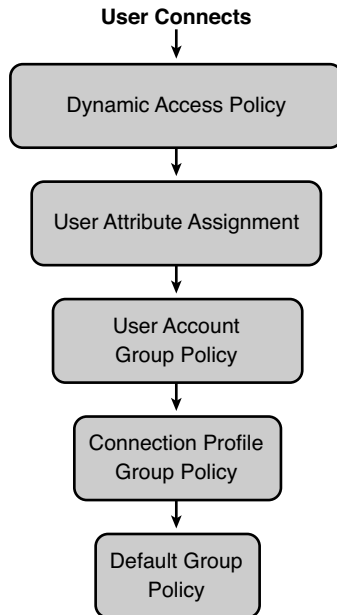 User Connects
Dynamic Access Policy
User Attribute Assignment
User Account
Group Policy
Connection Profile
Group Policy
Default Group
Policy